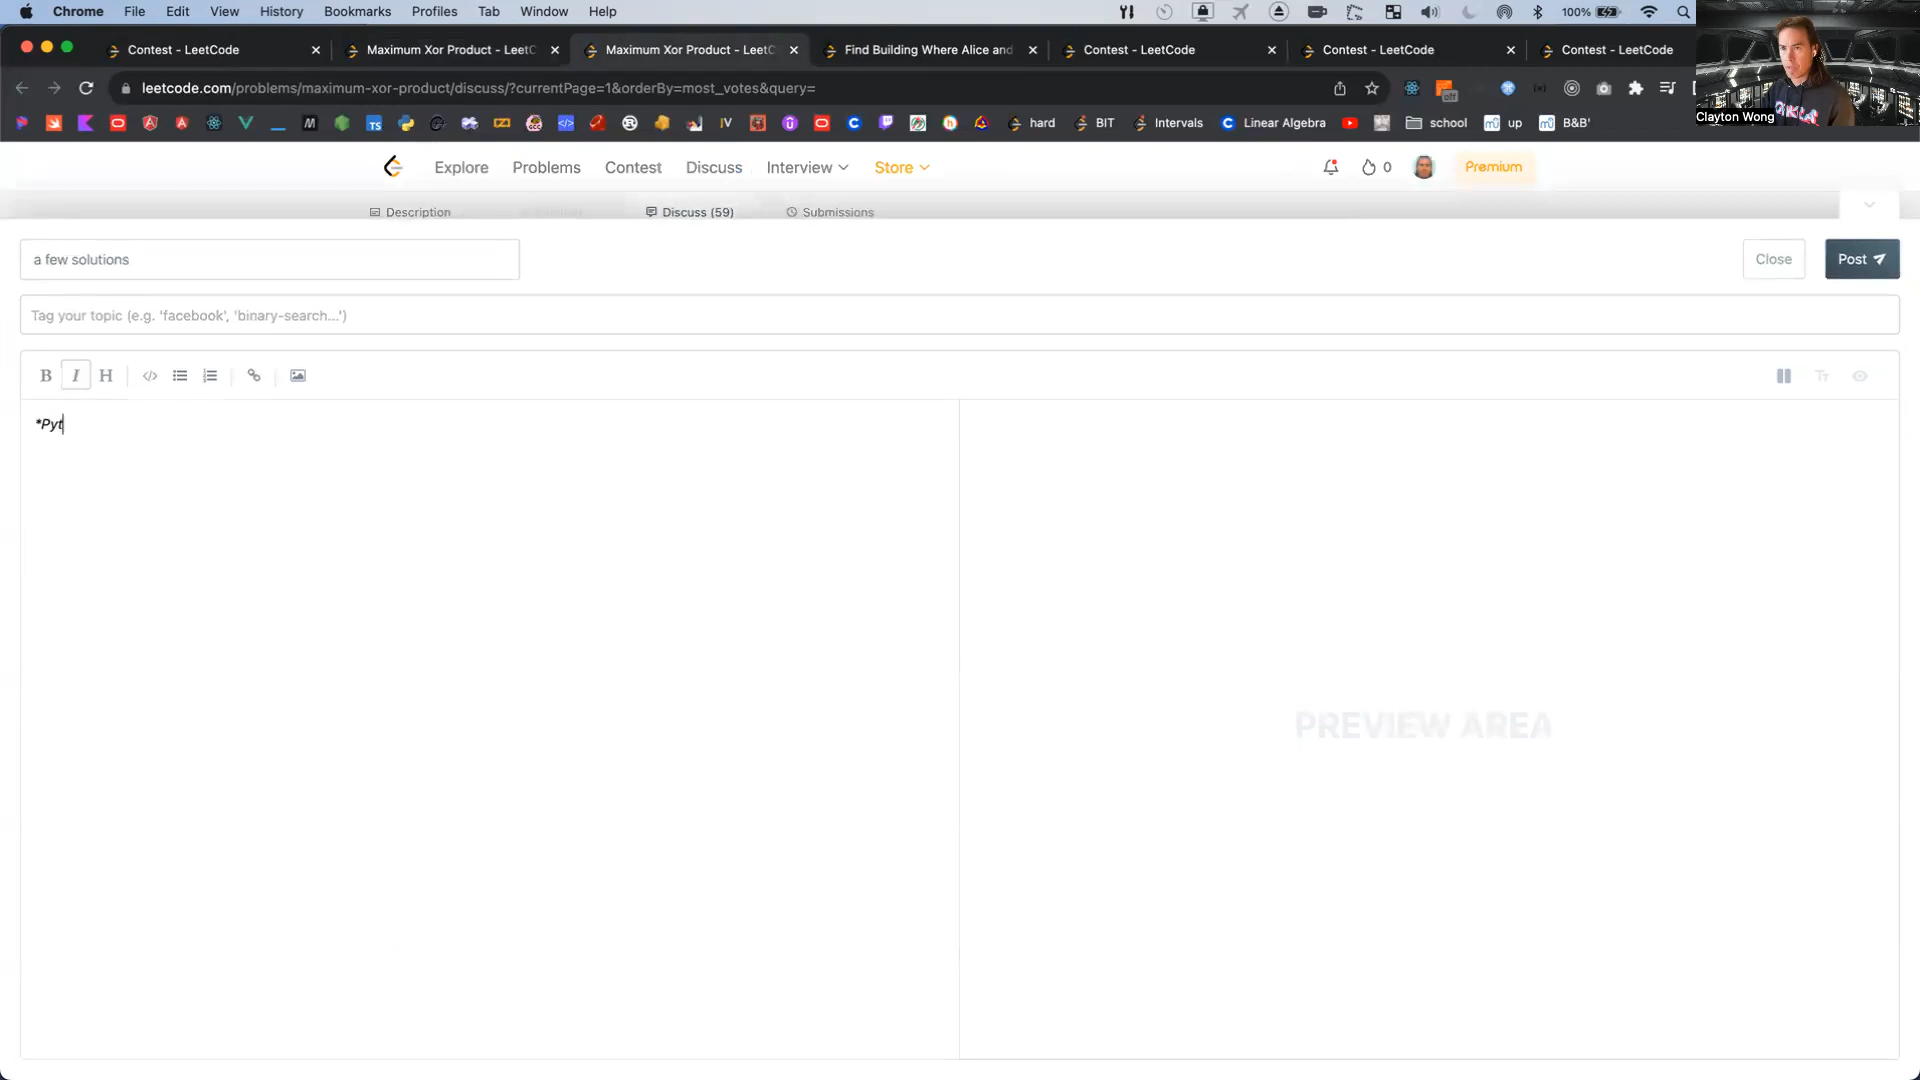 Chrome File Edit View History Bookmarks Profiles Tab Window Help 100%
Contest - LeetCode Maximum Xor Product - LeetC Maximum Xor Product - LeetC Find Building Where Alice and Contest - LeetCode Contest - LeetCode Contest - LeetCode
leetcode.com/problems/maximum-xor-product/discuss/?currentPage=1&orderBy=most_votes&query= off
Clayton Wong
TS IV hard BIT Intervals Linear Algebra school up B&B'
Explore Problems Contest Discuss Interview Store 0 Premium
Description Discuss (59) Submissions
a few solutions Close Post
Tag your topic (e.g. 'facebook', 'binary-search...')
B I H Tт
*Pyt
PREVIEW AREA